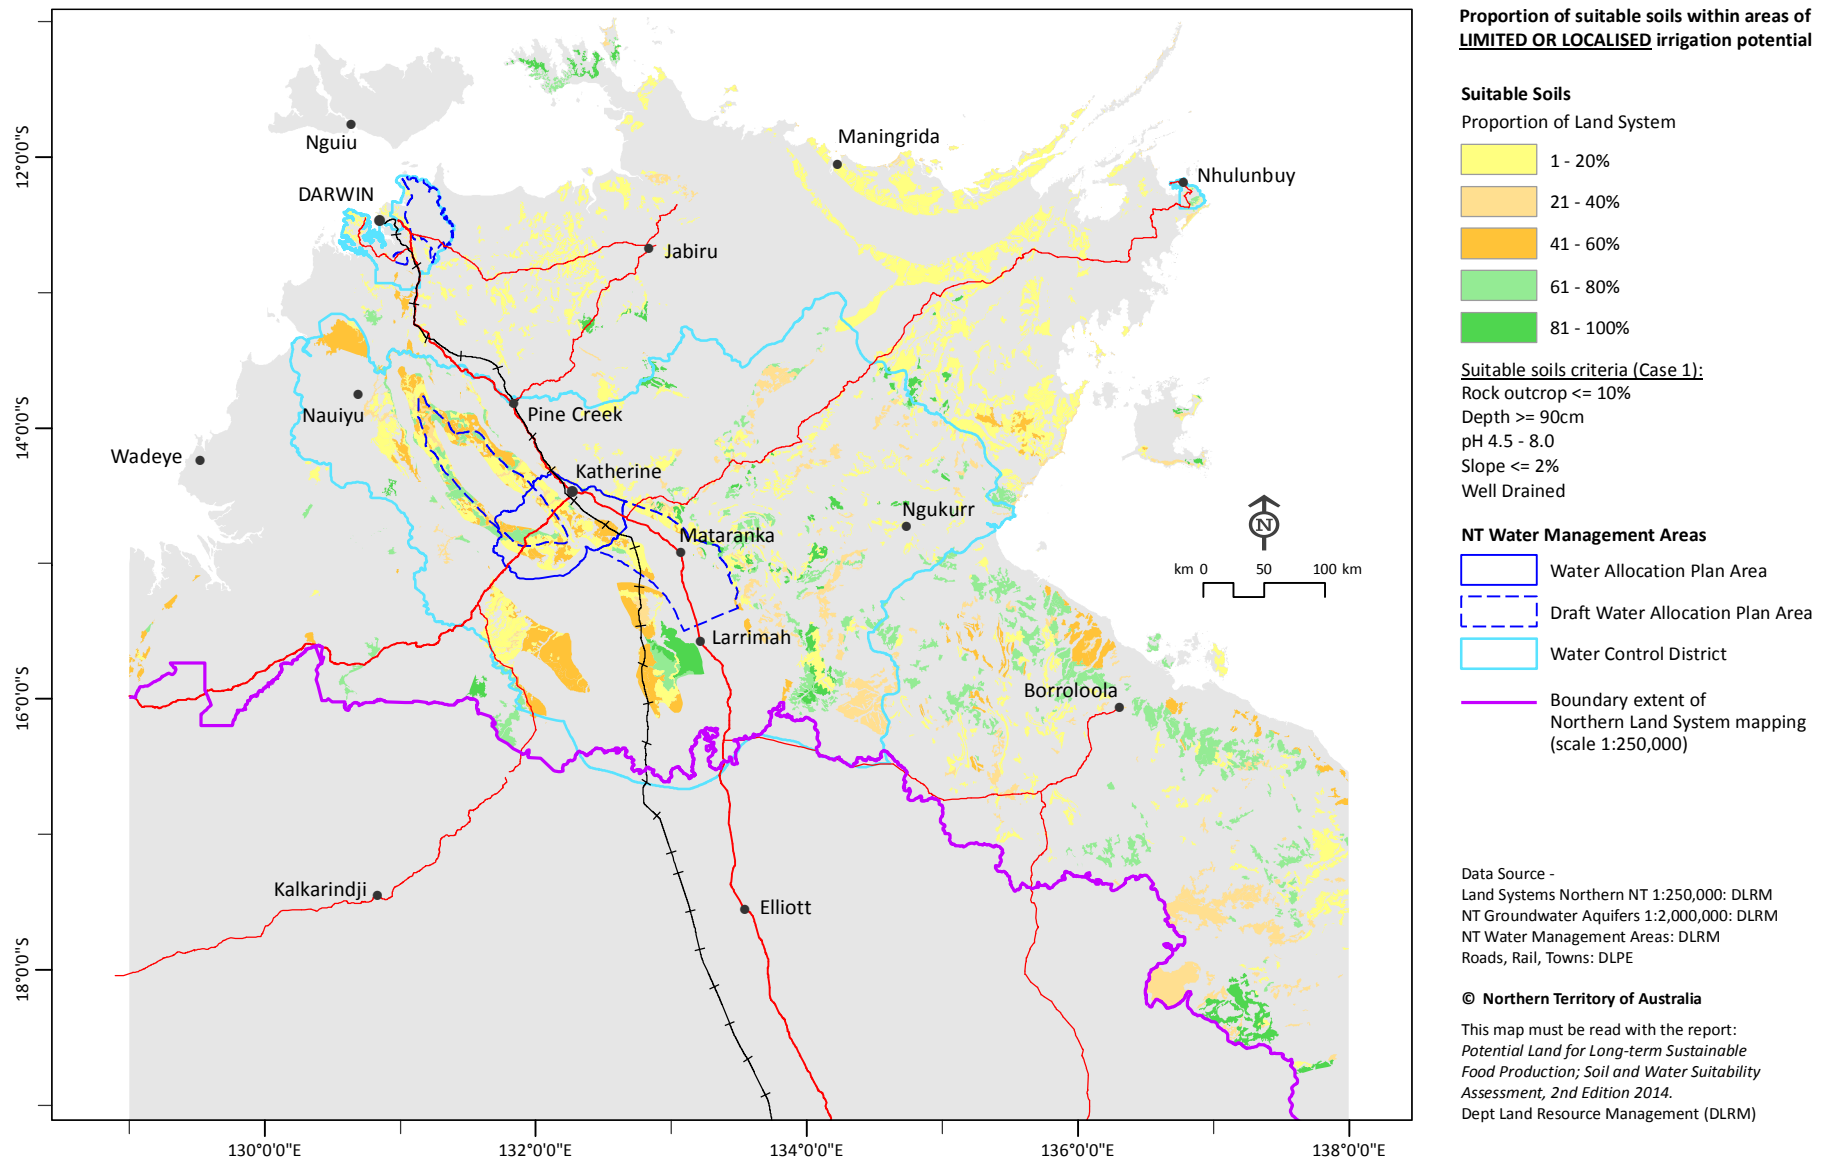 Proportion of suitable soils within areas of
LIMITED OR LOCALISED irrigation potential
Suitable Soils
Proportion of Land System
1 - 20%
21 - 40%
41 - 60%
61 - 80%
81 - 100%
Suitable soils criteria (Case 1):
Rock outcrop <= 10%
Depth >= 90cm
pH 4.5 - 8.0
Slope <= 2%
Well Drained
NT Water Management Areas
Water Allocation Plan Area
Draft Water Allocation Plan Area
Water Control District
Boundary extent of
Northern Land System mapping
(scale 1:250,000)
Data Source -
Land Systems Northern NT 1:250,000: DLRM
NT Groundwater Aquifers 1:2,000,000: DLRM
NT Water Management Areas: DLRM
Roads, Rail, Towns: DLPE
© Northern Territory of Australia
This map must be read with the report:
Potential Land for Long-term Sustainable
Food Production; Soil and Water Suitability
Assessment, 2nd Edition 2014.
Dept Land Resource Management (DLRM)
Nguiu
Maningrida
DARWIN
Nhulunbuy
Jabiru
Nauiyu
Pine Creek
Wadeye
Katherine
Ngukurr
Mataranka
N
km 0 50 100 km
Larrimah
Borroloola
Kalkarindji
Elliott
12°0'0"S
14°0'0"S
16°0'0"S
18°0'0"S
130°0'0"E
132°0'0"E
134°0'0"E
136°0'0"E
138°0'0"E